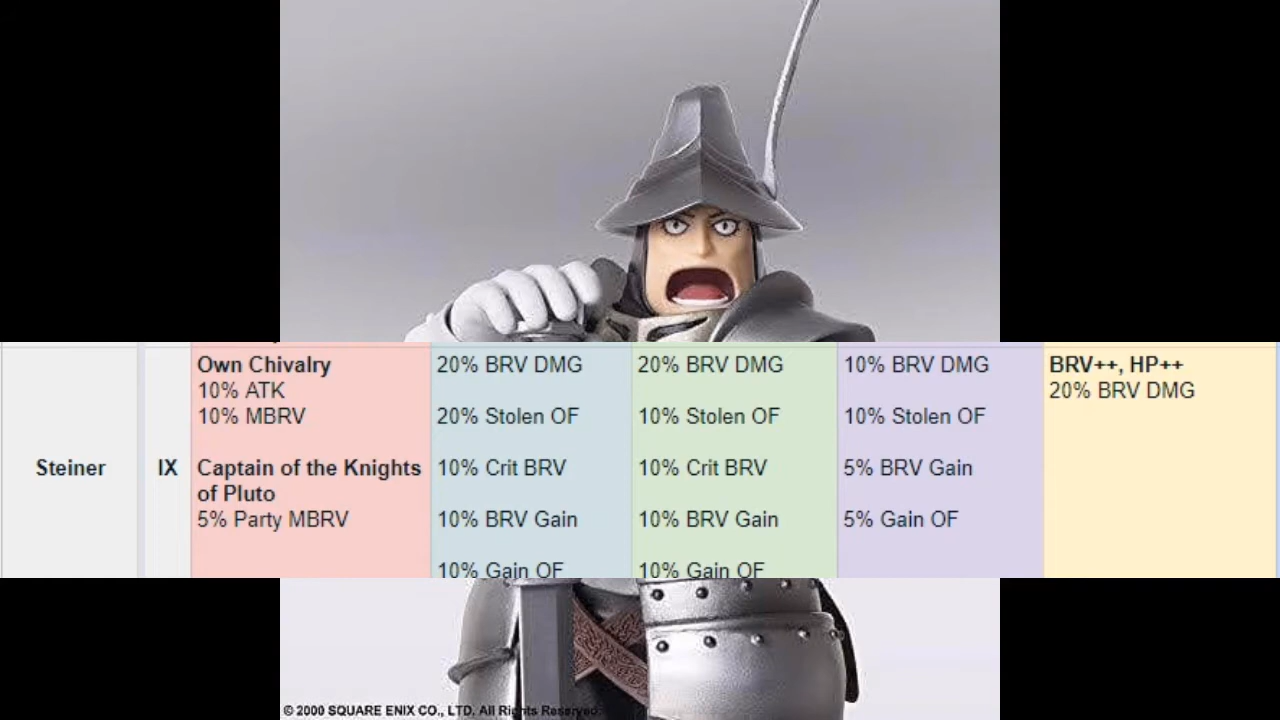 Steiner
IX
Own Chivalry
10% ATK
10% MBRV
Captain of the Knights
of Pluto
5% Party MBRV
20% BRV DMG
20% Stolen OF
10% Crit BRV
10% BRV Gain
10% Gain OF
20% BRV DMG
10% Stolen OF
10% Crit BRV
10% BRV Gain
10% Gain OF
10% BRV DMG
10% Stolen OF
5% BRV Gain
5% Gain OF
BRV++, HP++
20% BRV DMG
© 2000 SQUARE ENIX CO., LTD. All Rights Reserved.